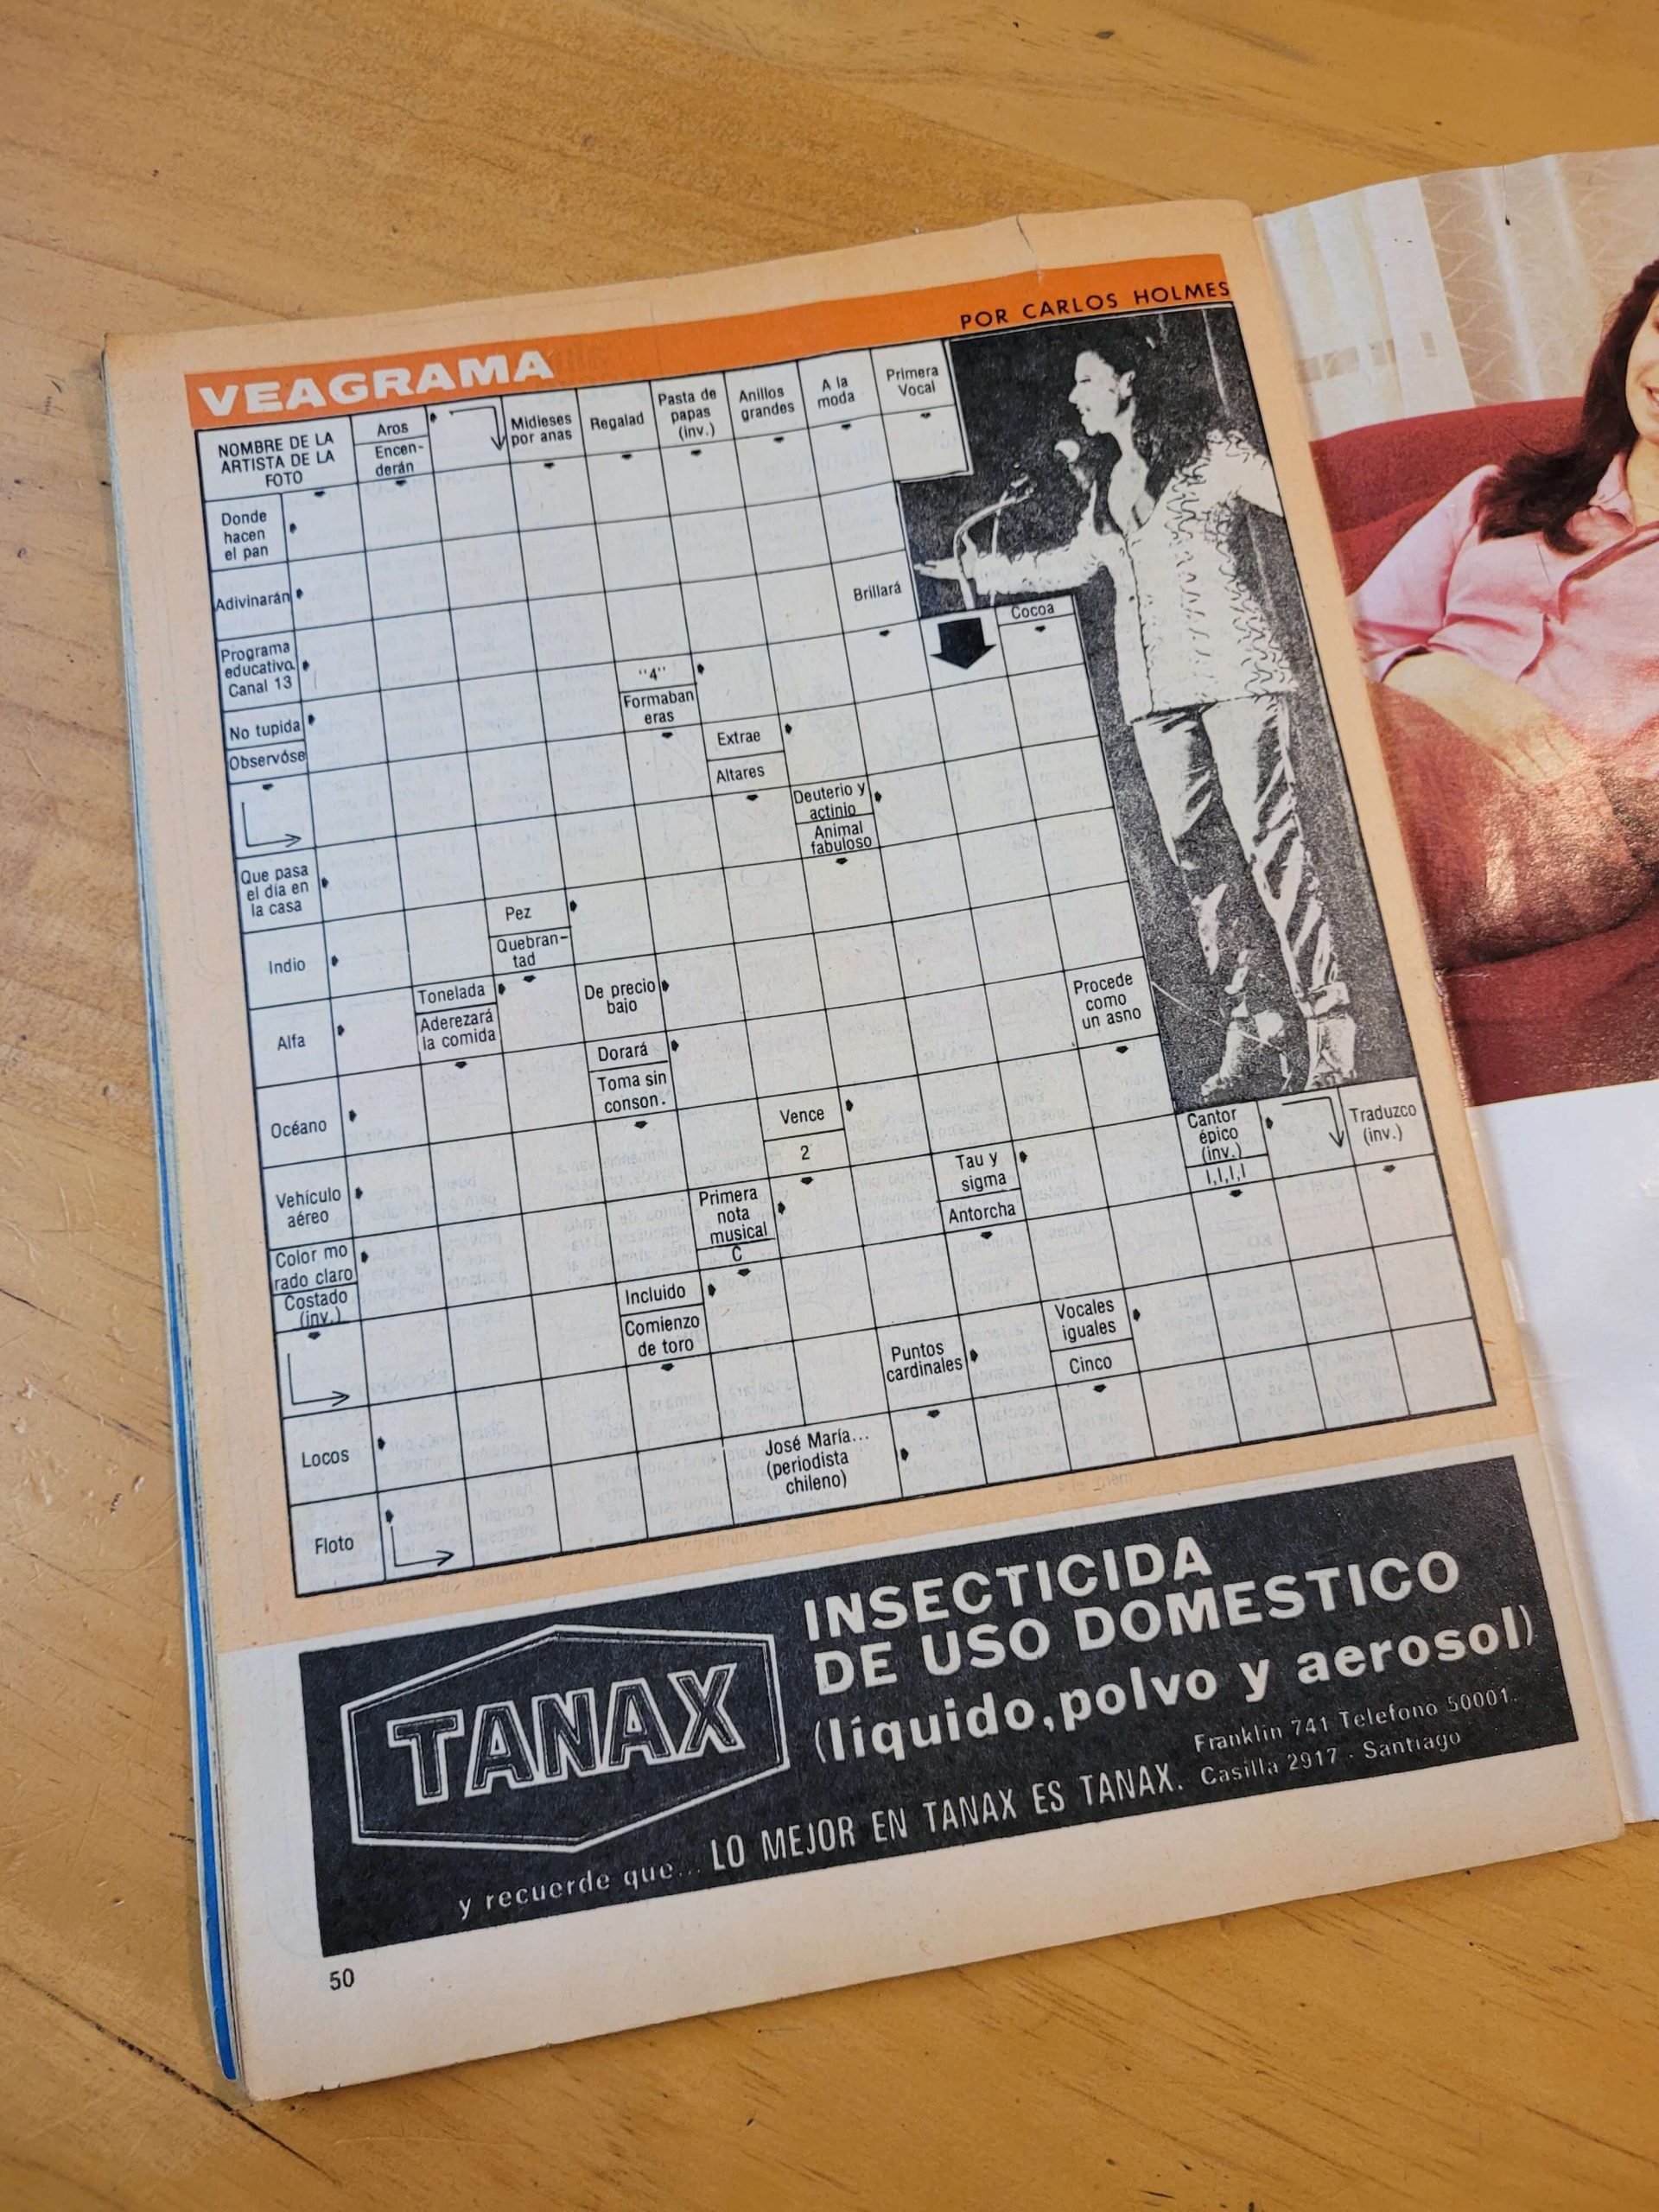 POR CARLOS HOLMES
VEAGRAMA
NOMBRE DE LA
ARTISTA DE LA
FOTO
Aros
Encen-
derán
Midieses
por anas
Regalad
Pasta de
papas
(inv.)
Anillos
grandes
A la
moda
Primera
Vocal
Donde
hacen
el pan
Adivinarán
Brillará
Cocoa
Programa
educativo
Canal 13
"4"
Formaban
eras
No tupida
Observóse
Extrae
Altares
Deuterio y
actinio
Animal
fabuloso
Que pasa
el día en
la casa
Pez
Quebran-
tad
Indio
Tonelada
Aderezará
la comida
De precio
bajo
Procede
como
un asno
Alfa
Dorará
Toma sin
conson.
Océano
Vence
2
Cantor
épico
(inv.)
I,I,I,I
Traduzco
(inv.)
Vehículo
aéreo
Primera
nota
musical
C
Tau y
sigma
Antorcha
Color mo
rado claro
Costado
(inv.)
Incluido
Comienzo
de toro
Vocales
iguales
Cinco
Puntos
cardinales
Locos
José María...
(periodista
chileno)
Floto
TANAX
INSECTICIDA
DE USO DOMESTICO
(líquido,polvo y aerosol)
Franklin 741 Telefono 50001.
Casilla 2917 - Santiago
y recuerde que... LO MEJOR EN TANAX ES TANAX.
50